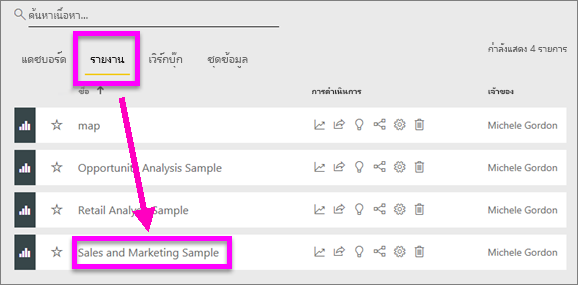 ค้นหาเนื้อหา...
กำลังแสดง 4 รายการ
แดชบอร์ด รายงาน เวิร์กบุ๊ก ชุดข้อมูล
ชื่อ การดำเนินการ เจ้าของ
map Michele Gordon
Opportunity Analysis Sample Michele Gordon
Retail Analysis Sample Michele Gordon
Sales and Marketing Sample Michele Gordon